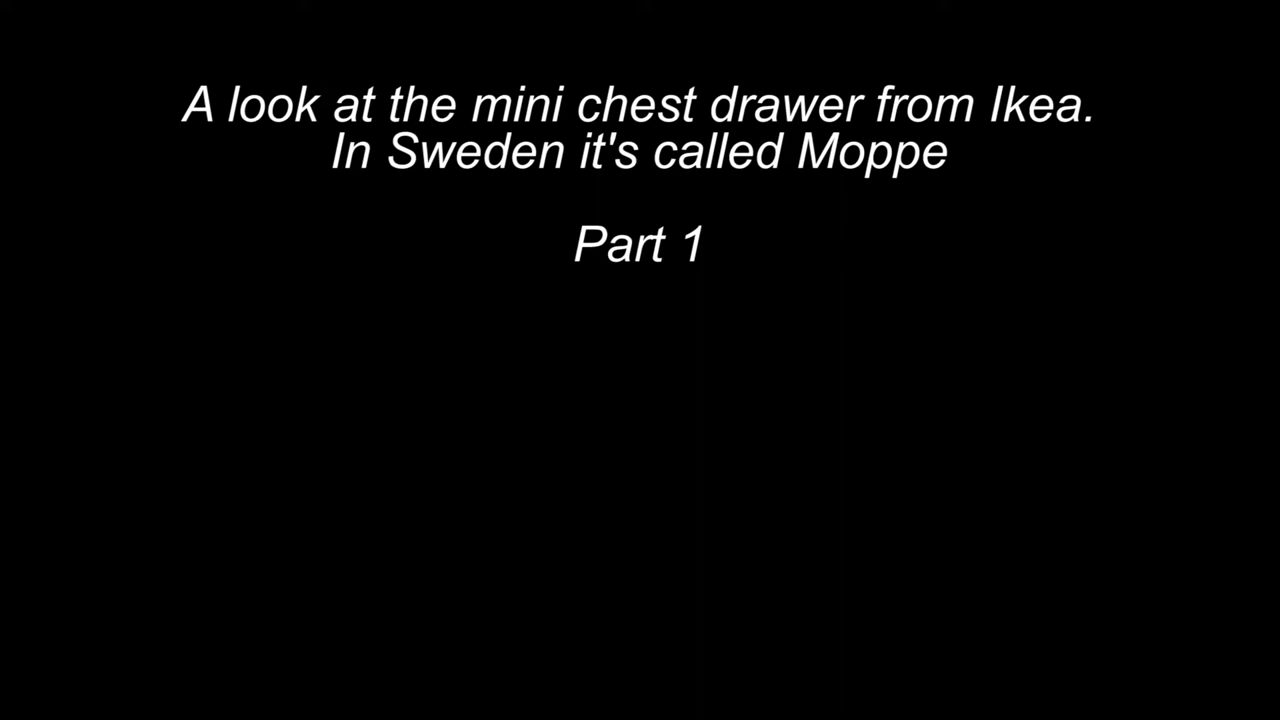 A look at the mini chest drawer from Ikea.
In Sweden it's called Moppe
Part 1